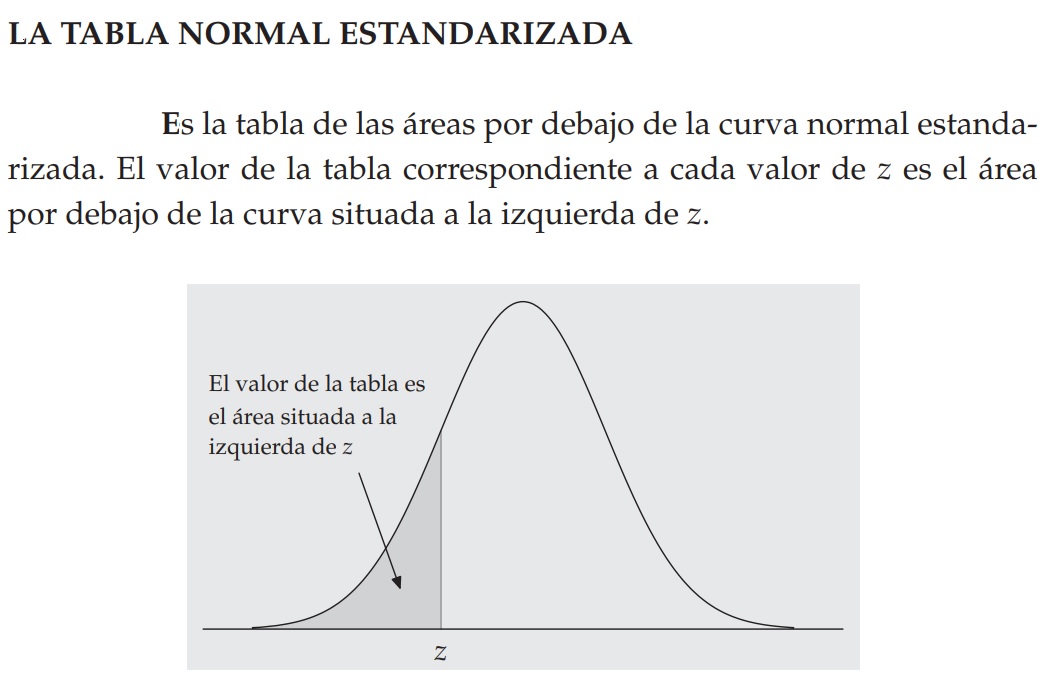 LA TABLA NORMAL ESTANDARIZADA
Es la tabla de las áreas por debajo de la curva normal estanda-
rizada. El valor de la tabla correspondiente a cada valor de z es el área
por debajo de la curva situada a la izquierda de z.
El valor de la tabla es
el área situada a la
izquierda de z
z